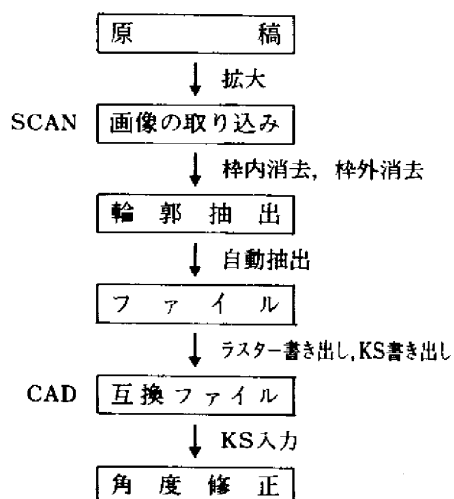 原稿
拡大
SCAN 画像の取り込み
枠内消去，枠外消去
輪郭抽出
自動抽出
ファイル
ラスター書き出し，KS書き出し
CAD 互換ファイル
KS入力
角度修正